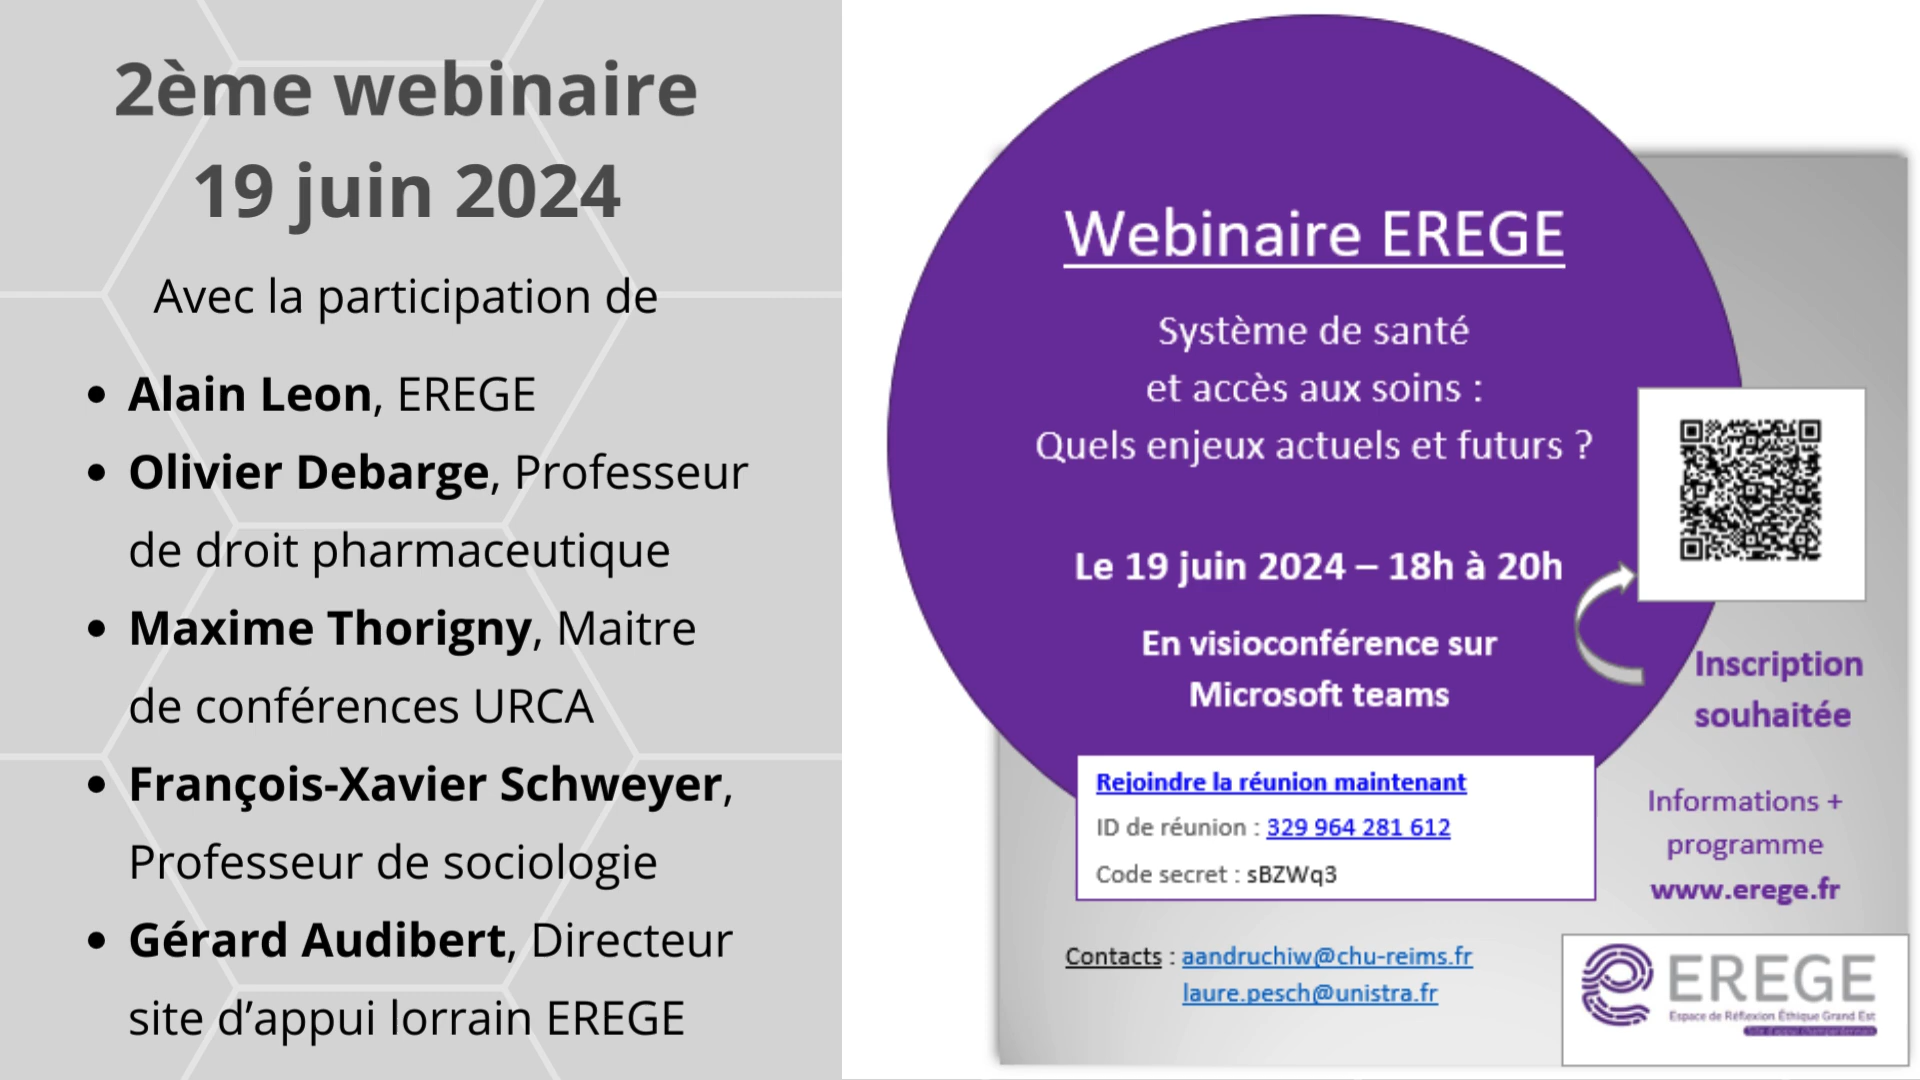 2ème webinaire
19 juin 2024
Avec la participation de
• Alain Leon, EREGE
• Olivier Debarge, Professeur
de droit pharmaceutique
• Maxime Thorigny, Maitre
de conférences URCA
• François-Xavier Schweyer,
Professeur de sociologie
• Gérard Audibert, Directeur
site d’appui lorrain EREGE
Webinaire EREGE
Système de santé
et accès aux soins :
Quels enjeux actuels et futurs ?
Le 19 juin 2024 – 18h à 20h
En visioconférence sur
Microsoft teams
Inscription
souhaitée
Rejoindre la réunion maintenant
ID de réunion : 329 964 281 612
Code secret : sBZWq3
Informations +
programme
www.erege.fr
Contacts : aandruchiw@chu-reims.fr
laure.pesch@unistra.fr
EREGE
Espace de Réflexion Éthique Grand Est